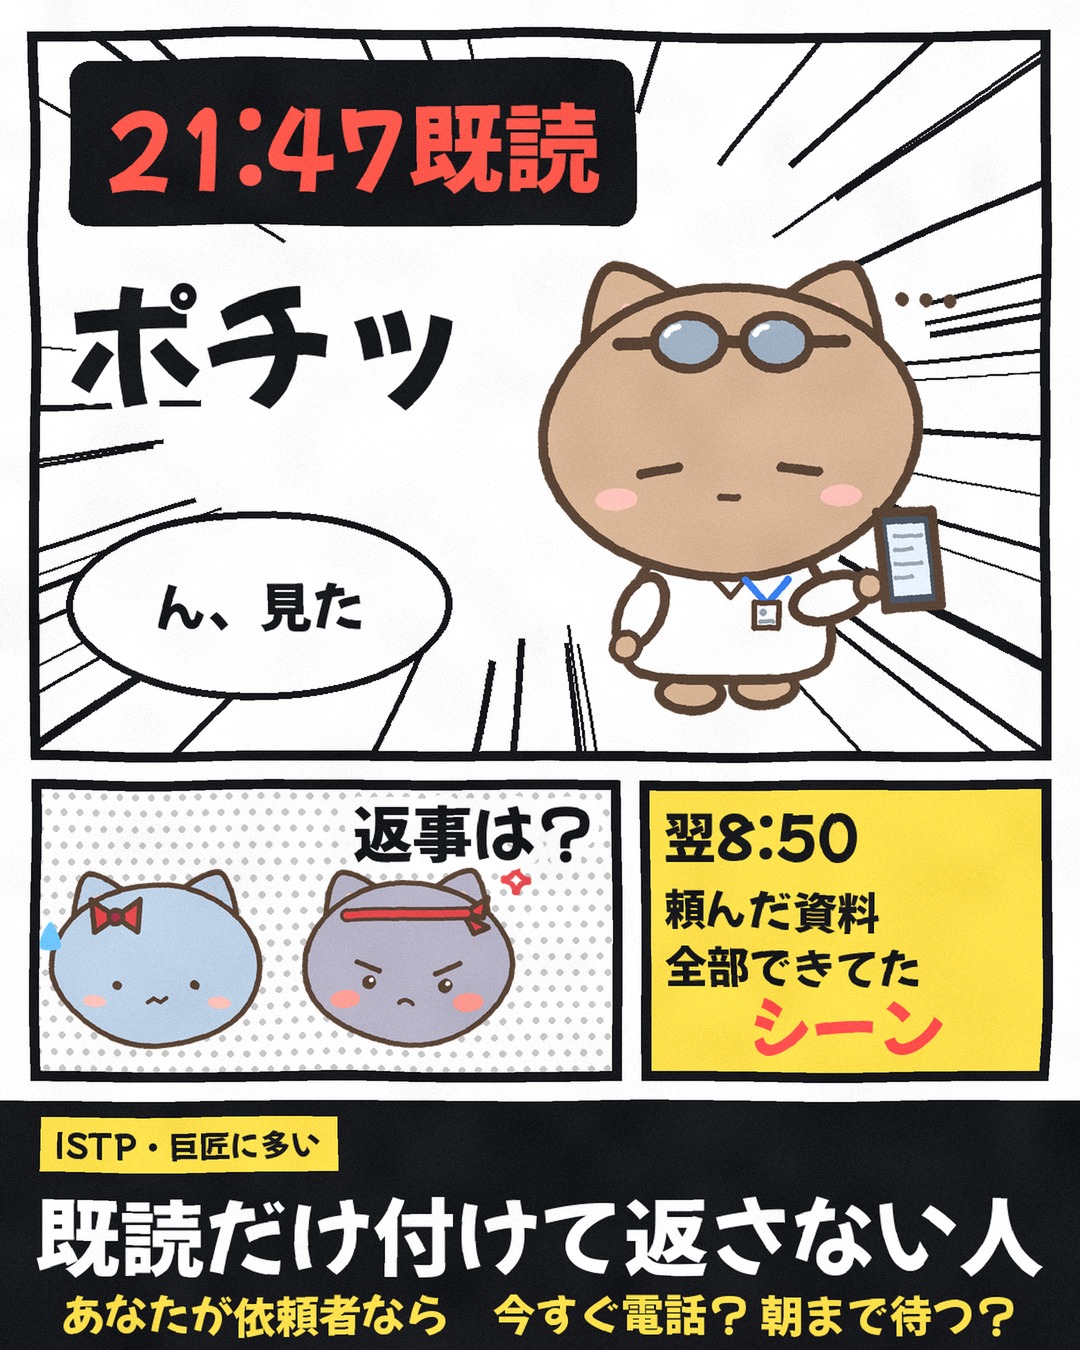 21:47既読
ポチッ
ん、見た
返事は?
翌8:50
頼んだ資料
全部できてた
シーン
ISTP・巨匠に多い
既読だけ付けて返さない人
あなたが依頼者なら 今すぐ電話? 朝まで待つ?